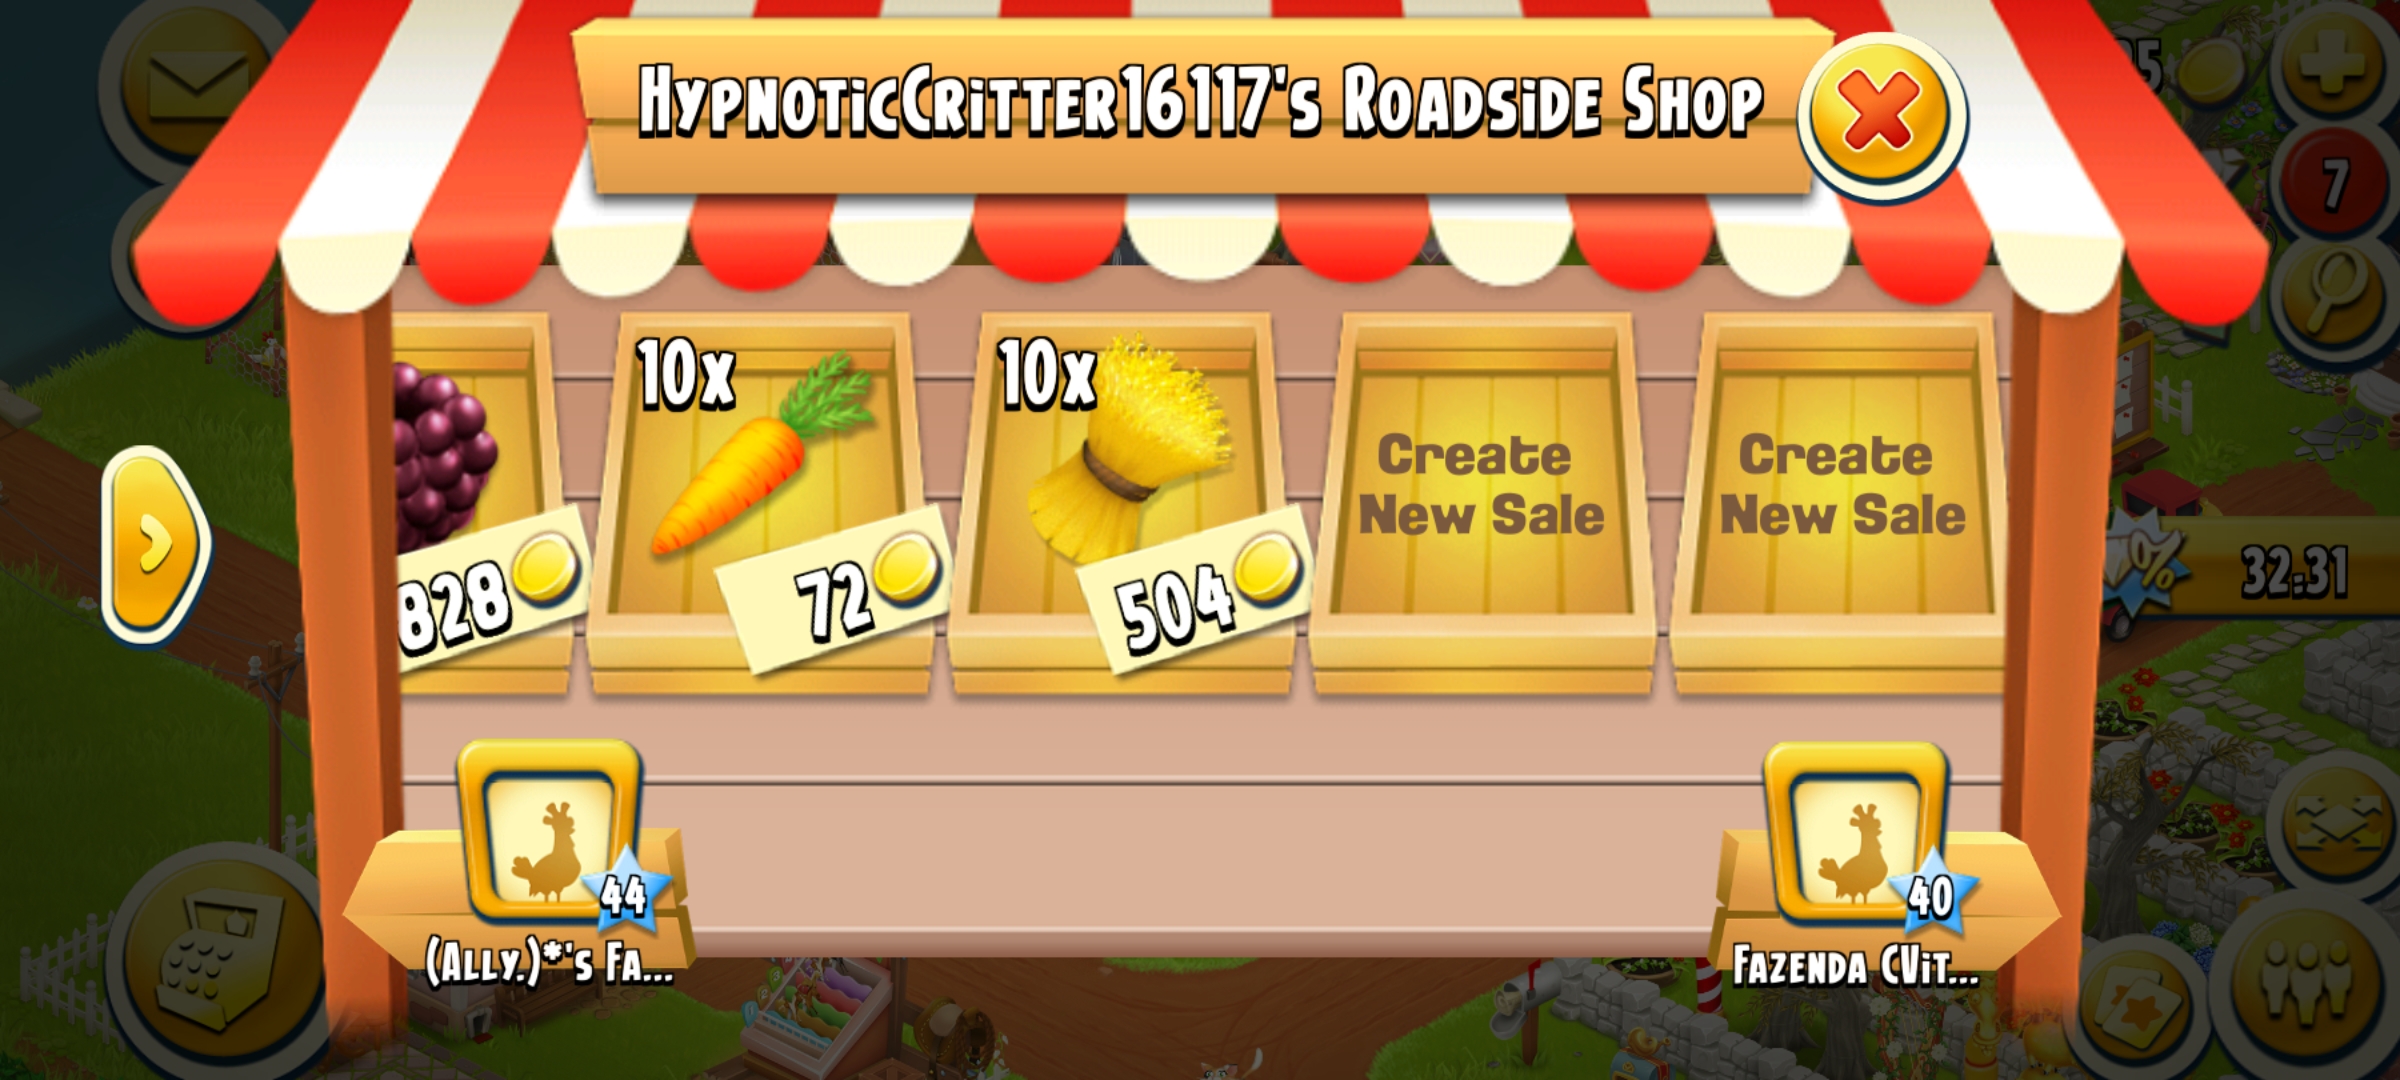 HypnoticCritter16117's Roadside Shop
7
10x
10x
828
72
504
Create
New Sale
Create
New Sale
32:31
44
(Ally.)*'s Fa...
40
Fazenda CVit...